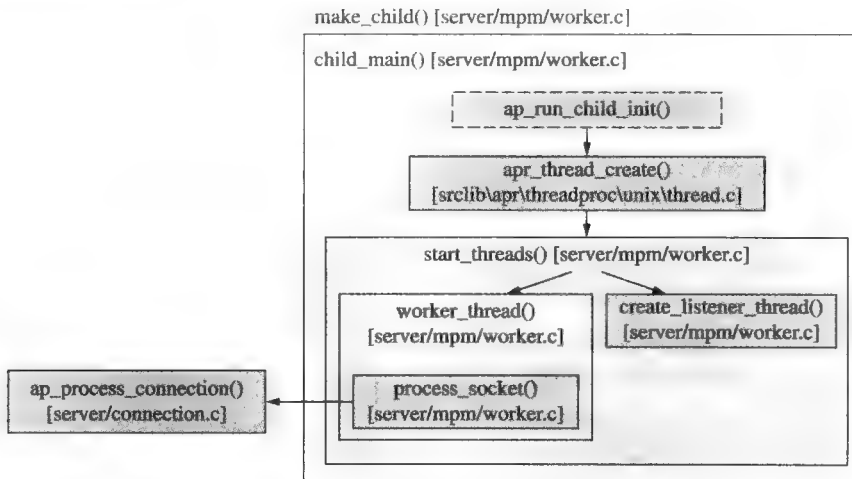 make_child() [server/mpm/worker.c]
child_main() [server/mpm/worker.c]
ap_run_child_init()
apr_thread_create()
[srclib\apr\threadproc\unix\thread.c]
start_threads() [server/mpm/worker.c]
worker_thread()
[server/mpm/worker.c]
create_listener_thread()
[server/mpm/worker.c]
ap_process_connection()
[server/connection.c]
process_socket()
[server/mpm/worker.c]